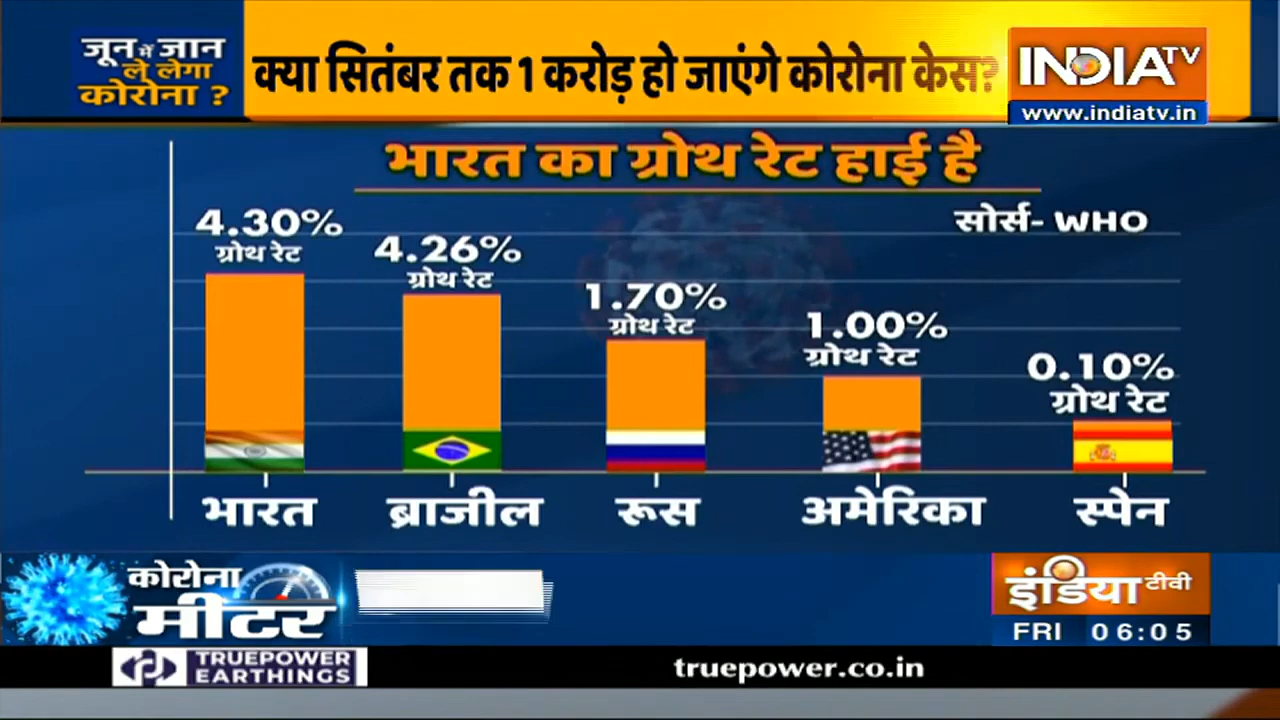 जून में जान
ले लेगा
कोरोना ?
क्या सितंबर तक 1 करोड़ हो जाएंगे कोरोना केस?
INDIA TV
www.indiatv.in
भारत का ग्रोथ रेट हाई है
सोर्स- WHO
4.30%
ग्रोथ रेट
4.26%
ग्रोथ रेट
1.70%
ग्रोथ रेट
1.00%
ग्रोथ रेट
0.10%
ग्रोथ रेट
भारत
ब्राजील
रूस
अमेरिका
स्पेन
कोरोना
मीटर
इंडिया टीवी
FRI 06:05
TRUEPOWER
EARTHINGS
truepower.co.in